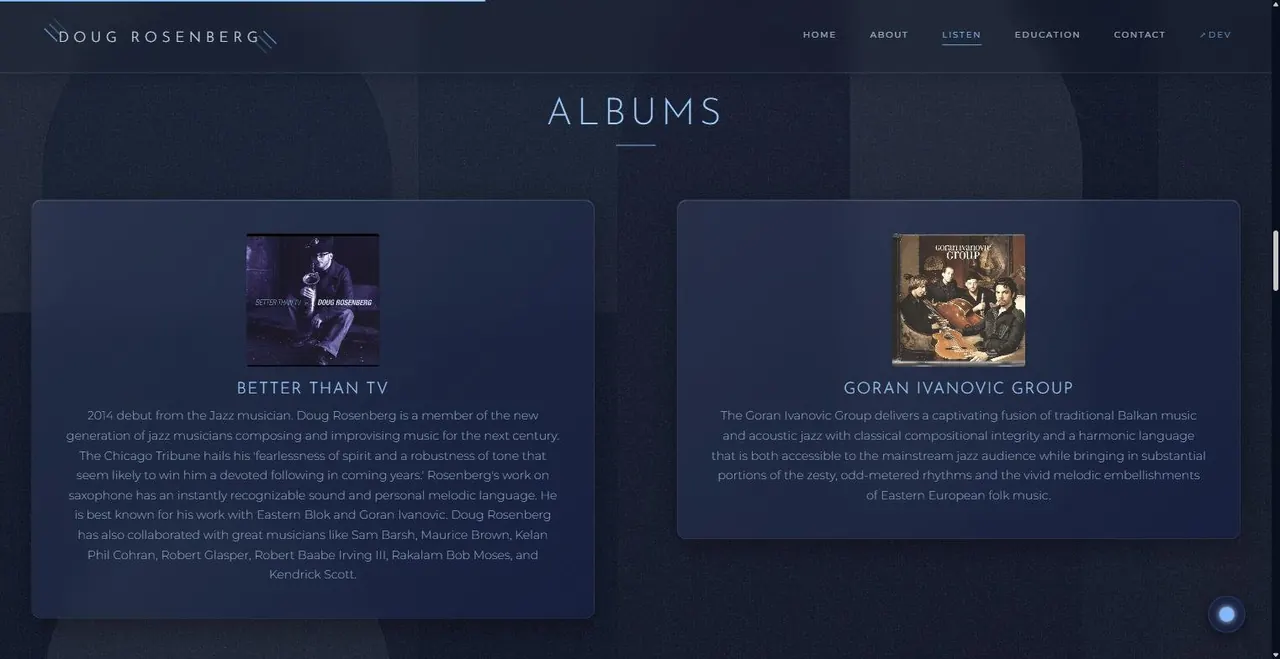 DOUG ROSENBERG
HOME ABOUT LISTEN EDUCATION CONTACT ↗DEV
ALBUMS
BETTER THAN TV DOUG ROSENBERG
BETTER THAN TV
2014 debut from the Jazz musician. Doug Rosenberg is a member of the new
generation of jazz musicians composing and improvising music for the next century.
The Chicago Tribune hails his 'fearlessness of spirit and a robustness of tone that
seem likely to win him a devoted following in coming years.' Rosenberg's work on
saxophone has an instantly recognizable sound and personal melodic language. He
is best known for his work with Eastern Blok and Goran Ivanovic. Doug Rosenberg
has also collaborated with great musicians like Sam Barsh, Maurice Brown, Kelan
Phil Cohran, Robert Glasper, Robert Baabe Irving III, Rakalam Bob Moses, and
Kendrick Scott.
GORAN IVANOVIC
GROUP
GORAN IVANOVIC GROUP
The Goran Ivanovic Group delivers a captivating fusion of traditional Balkan music
and acoustic jazz with classical compositional integrity and a harmonic language
that is both accessible to the mainstream jazz audience while bringing in substantial
portions of the zesty, odd-metered rhythms and the vivid melodic embellishments
of Eastern European folk music.